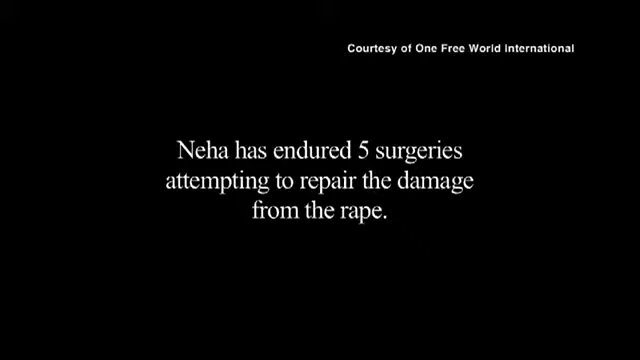 Courtesy of One Free World International
Neha has endured 5 surgeries
attempting to repair the damage
from the rape.